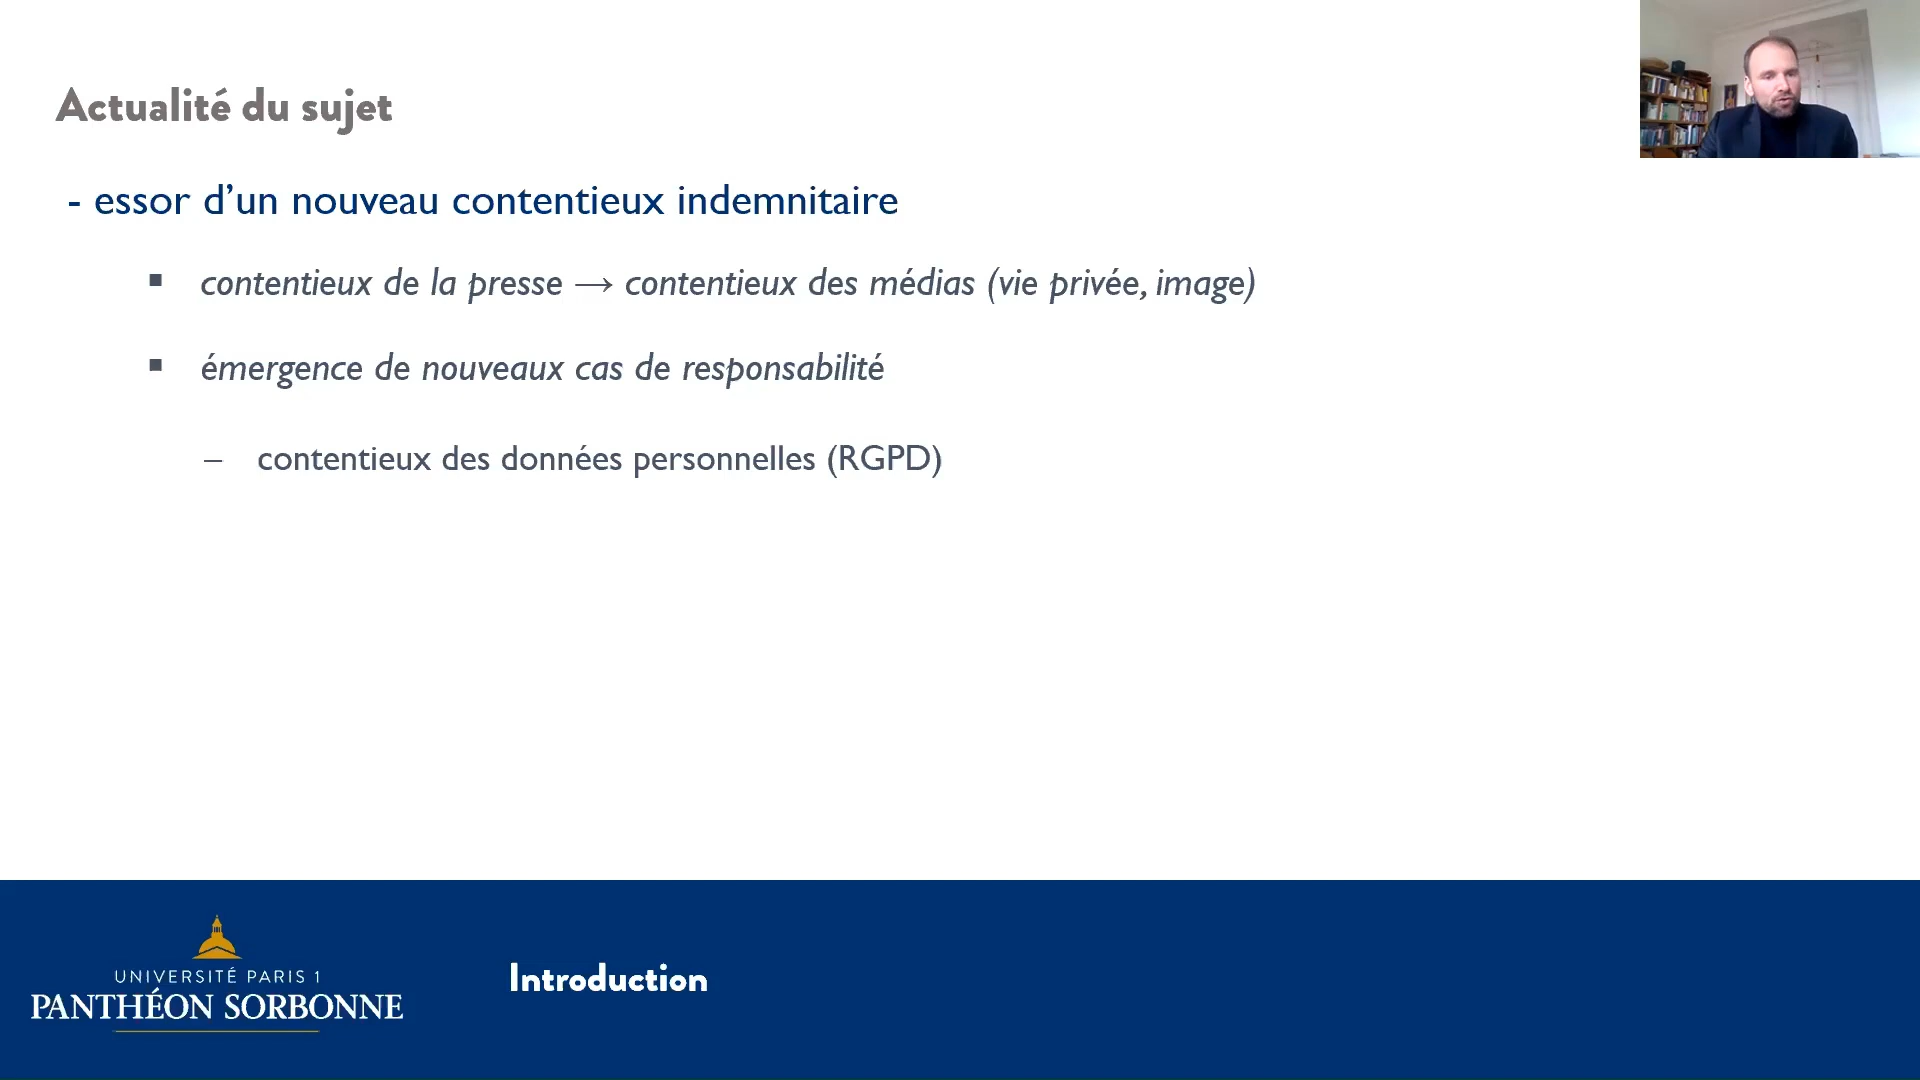 Actualité du sujet
- essor d’un nouveau contentieux indemnitaire
▪ contentieux de la presse → contentieux des médias (vie privée, image)
▪ émergence de nouveaux cas de responsabilité
– contentieux des données personnelles (RGPD)
UNIVERSITÉ PARIS 1
PANTHÉON SORBONNE
Introduction